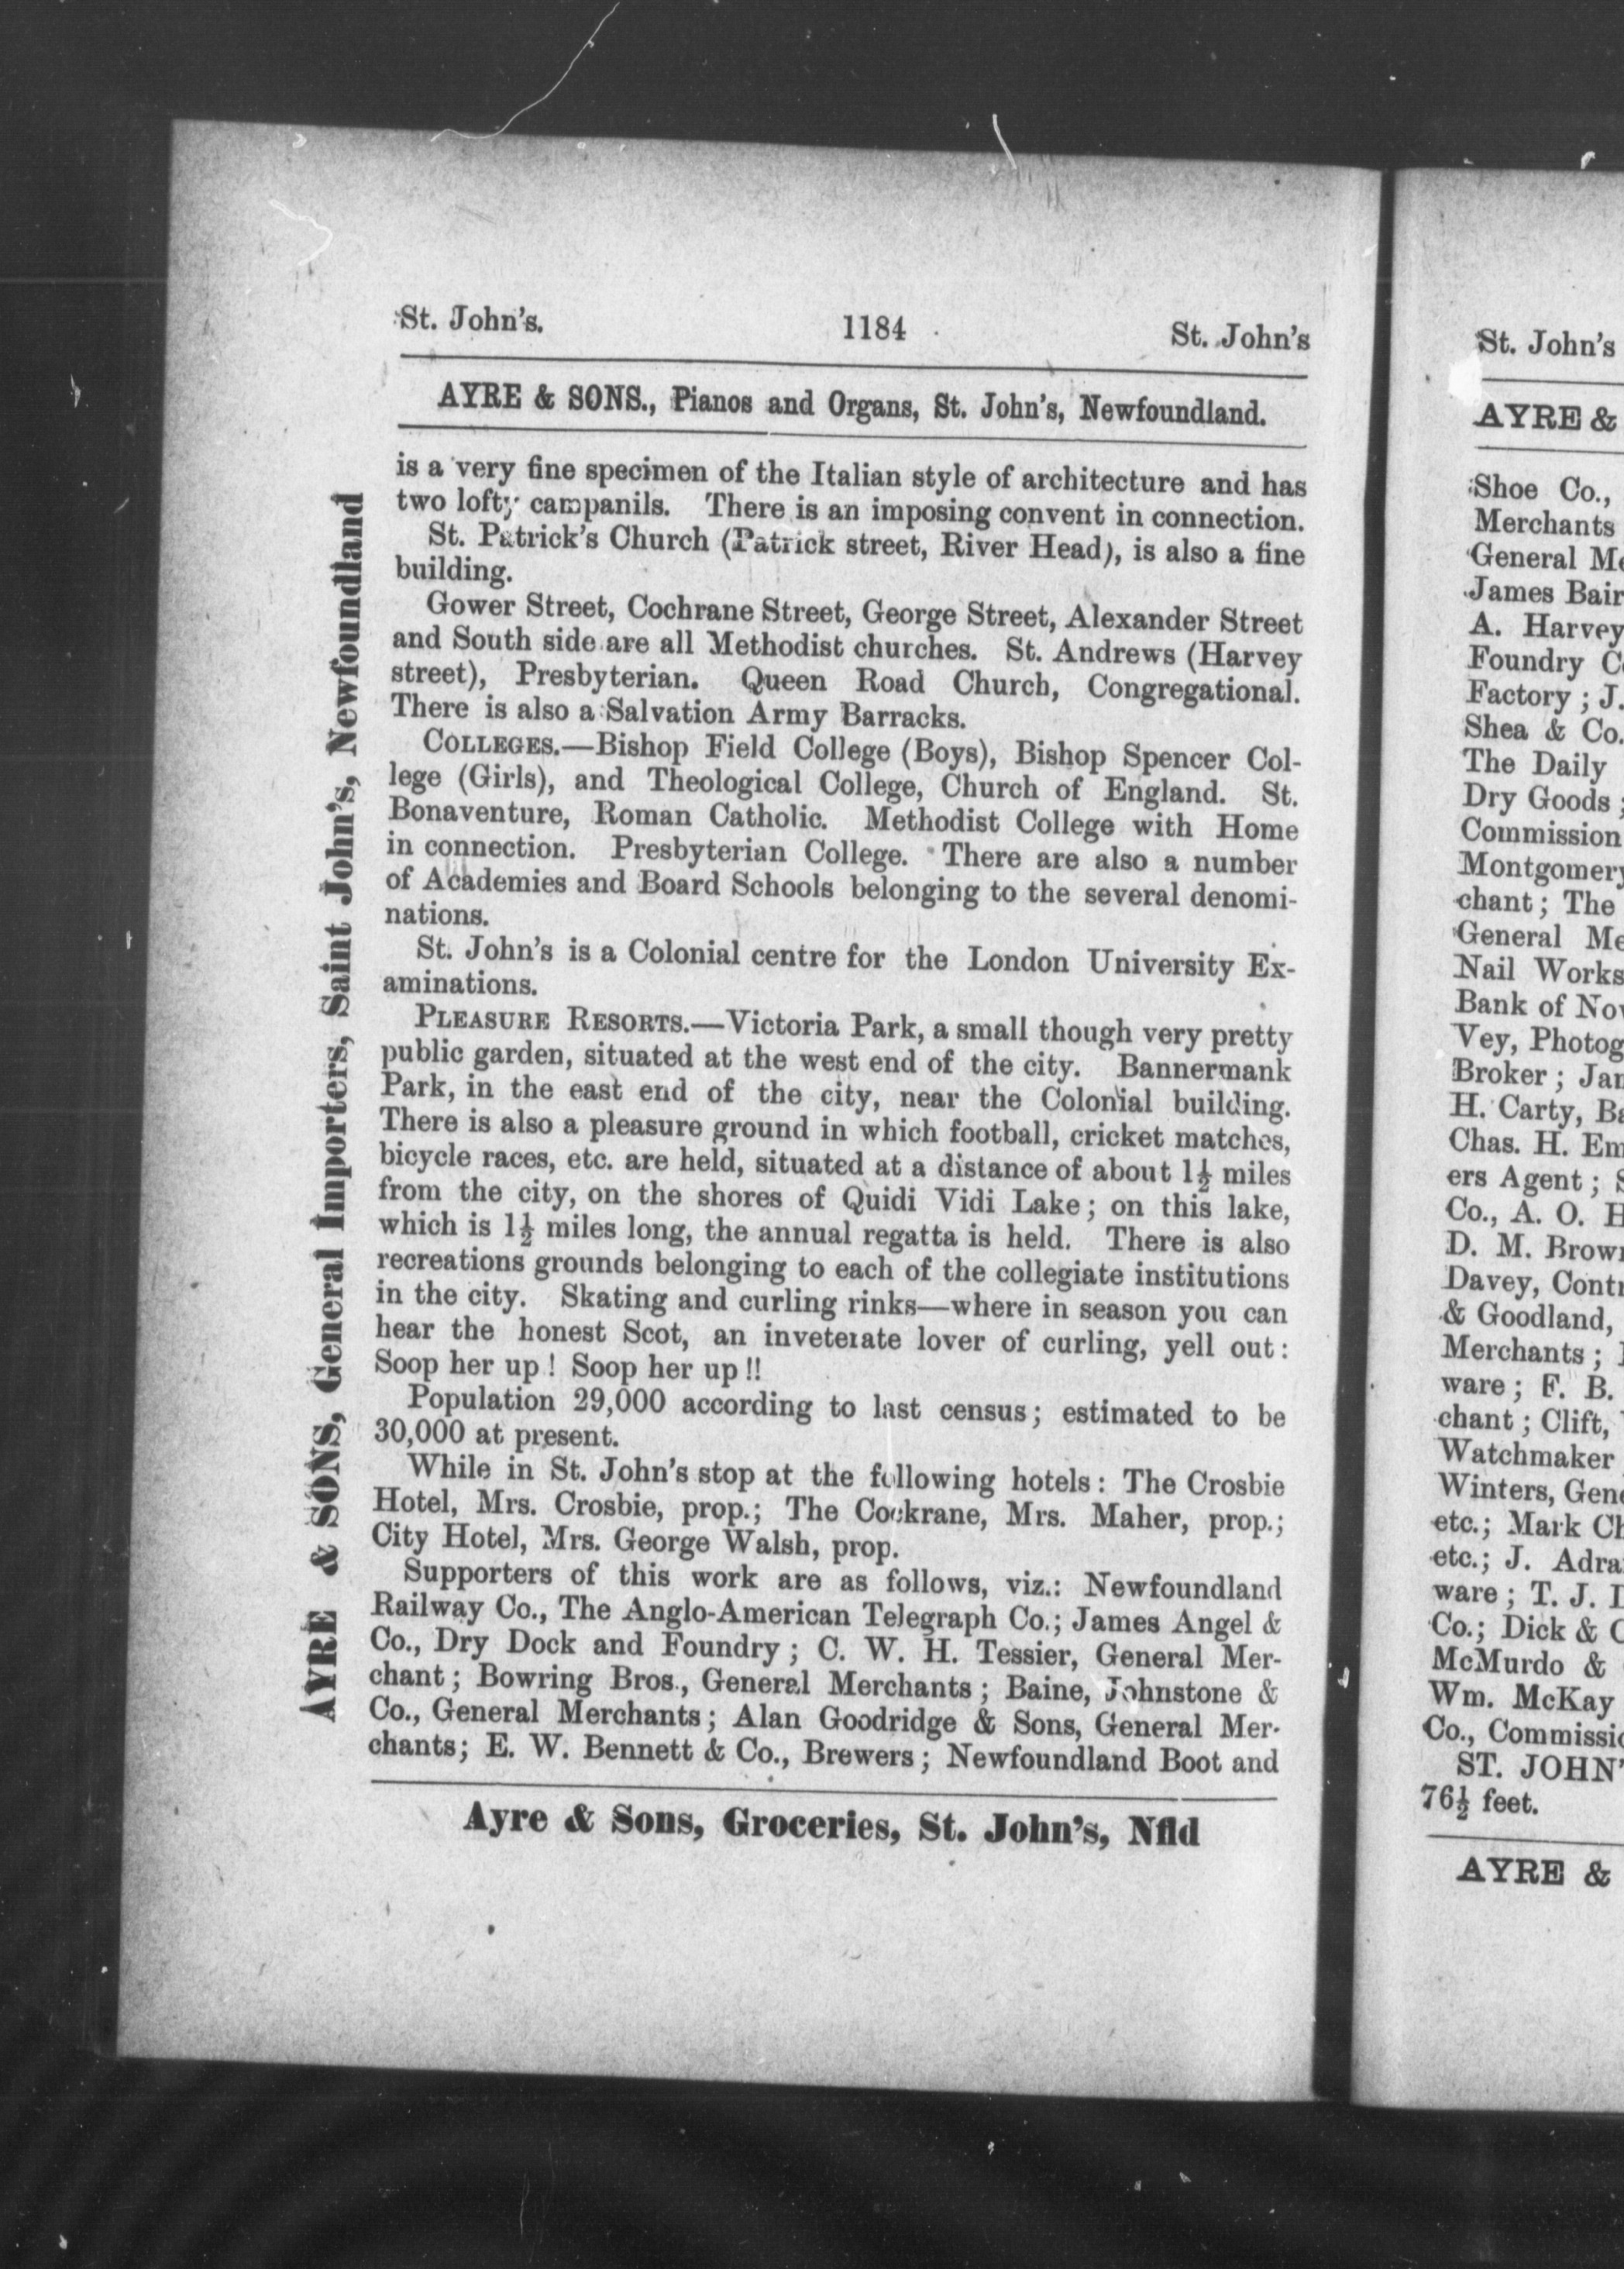 St. John's. 1184 St. John's
AYRE & SONS., Pianos and Organs, St. John's, Newfoundland.
is a very fine specimen of the Italian style of architecture and has
two lofty campanils. There is an imposing convent in connection.
St. Patrick's Church (Patrick street, River Head), is also a fine
building.
Gower Street, Cochrane Street, George Street, Alexander Street
and South side are all Methodist churches. St. Andrews (Harvey
street), Presbyterian. Queen Road Church, Congregational.
There is also a Salvation Army Barracks.
COLLEGES.—Bishop Field College (Boys), Bishop Spencer Col-
lege (Girls), and Theological College, Church of England. St.
Bonaventure, Roman Catholic. Methodist College with Home
in connection. Presbyterian College. There are also a number
of Academies and Board Schools belonging to the several denomi-
nations.
St. John's is a Colonial centre for the London University Ex-
aminations.
PLEASURE RESORTS.—Victoria Park, a small though very pretty
public garden, situated at the west end of the city. Bannermank
Park, in the east end of the city, near the Colonial building.
There is also a pleasure ground in which football, cricket matches,
bicycle races, etc. are held, situated at a distance of about 1½ miles
from the city, on the shores of Quidi Vidi Lake; on this lake,
which is 1½ miles long, the annual regatta is held. There is also
recreations grounds belonging to each of the collegiate institutions
in the city. Skating and curling rinks—where in season you can
hear the honest Scot, an inveterate lover of curling, yell out:
Soop her up! Soop her up!!
Population 29,000 according to last census; estimated to be
30,000 at present.
While in St. John's stop at the following hotels: The Crosbie
Hotel, Mrs. Crosbie, prop.; The Cockrane, Mrs. Maher, prop.;
City Hotel, Mrs. George Walsh, prop.
Supporters of this work are as follows, viz.: Newfoundland
Railway Co., The Anglo-American Telegraph Co.; James Angel &
Co., Dry Dock and Foundry; C. W. H. Tessier, General Mer-
chant; Bowring Bros., General Merchants; Baine, Johnstone &
Co., General Merchants; Alan Goodridge & Sons, General Mer-
chants; E. W. Bennett & Co., Brewers; Newfoundland Boot and
Ayre & Sons, Groceries, St. John's, Nfld
AYRE & SONS, General Importers, Saint John's, Newfoundland
St. John's
AYRE &
Shoe Co.,
Merchants
General
James
A. Harvey
Foundry
Factory; J.
Shea & Co.
The Daily
Dry Goods;
Commission
Montgomery
chant; The
General
Nail Works
Bank of
Vey,
Broker;
H. Carty,
Chas. H.
ers Agent;
Co., A. O.
D. M.
Davey,
& Goodland,
Merchants;
ware; F. B.
chant; Clift,
Watchmaker
Winters,
etc.; Mark
etc.; J.
ware; T. J.
Co.; Dick &
McMurdo &
Wm. McKay
Co.,
ST. JOHN'
76½ feet.
AYRE &